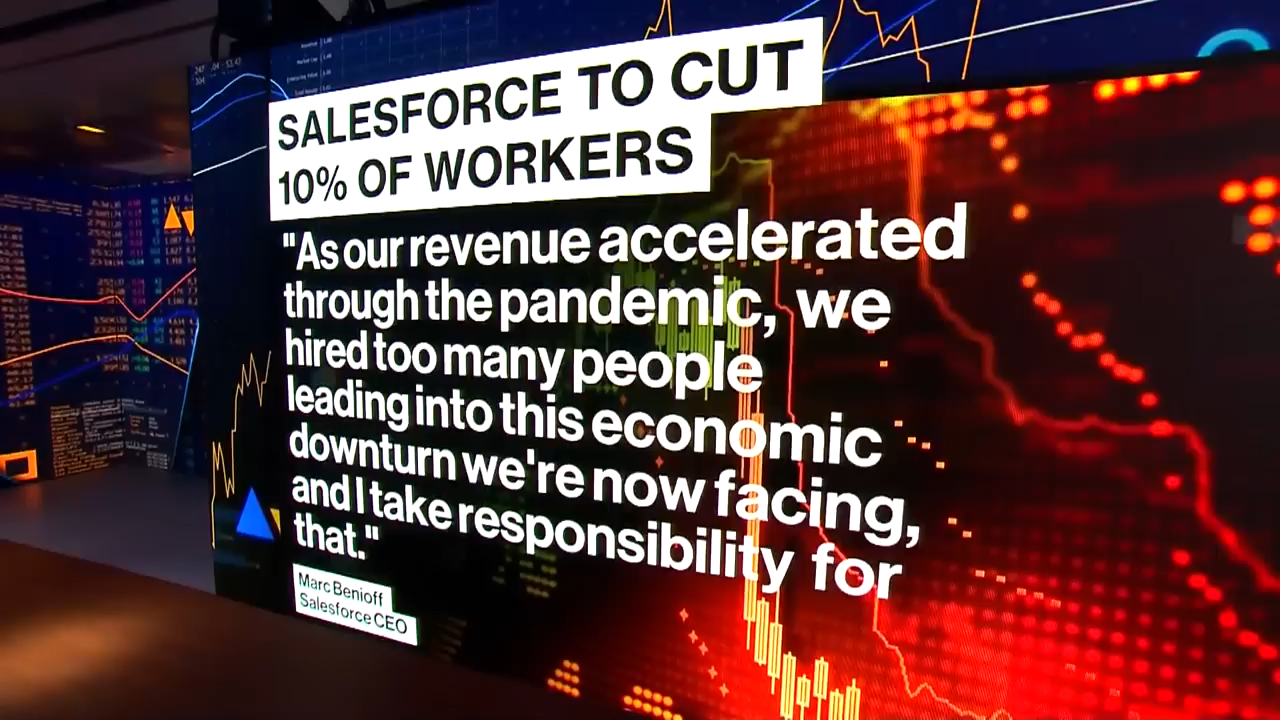 SALESFORCE TO CUT
10% OF WORKERS
"As our revenue accelerated
through the pandemic, we
hired too many people
leading into this economic
downturn we're now facing,
and I take responsibility for
that."
Marc Benioff
Salesforce CEO